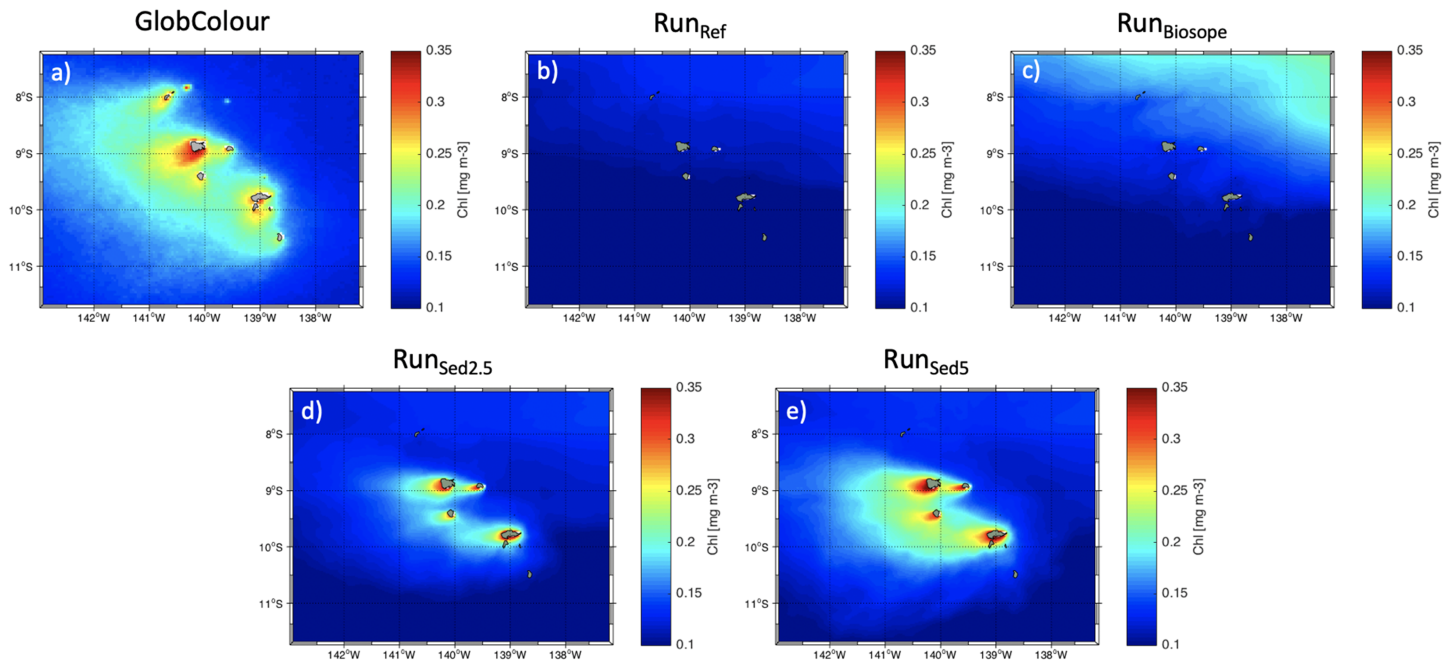 GlobColour
Run_Ref
Run_Biosope
a)
b)
c)
8°S
9°S
10°S
11°S
142°W
141°W
140°W
139°W
138°W
0.35
0.3
0.25
0.2
0.15
0.1
Chl [mg m-3]
8°S
9°S
10°S
11°S
142°W
141°W
140°W
139°W
138°W
0.35
0.3
0.25
0.2
0.15
0.1
Chl [mg m-3]
8°S
9°S
10°S
11°S
142°W
141°W
140°W
139°W
138°W
0.35
0.3
0.25
0.2
0.15
0.1
Chl [mg m-3]
Run_Sed2.5
Run_Sed5
d)
e)
8°S
9°S
10°S
11°S
142°W
141°W
140°W
139°W
138°W
0.35
0.3
0.25
0.2
0.15
0.1
Chl [mg m-3]
8°S
9°S
10°S
11°S
142°W
141°W
140°W
139°W
138°W
0.35
0.3
0.25
0.2
0.15
0.1
Chl [mg m-3]